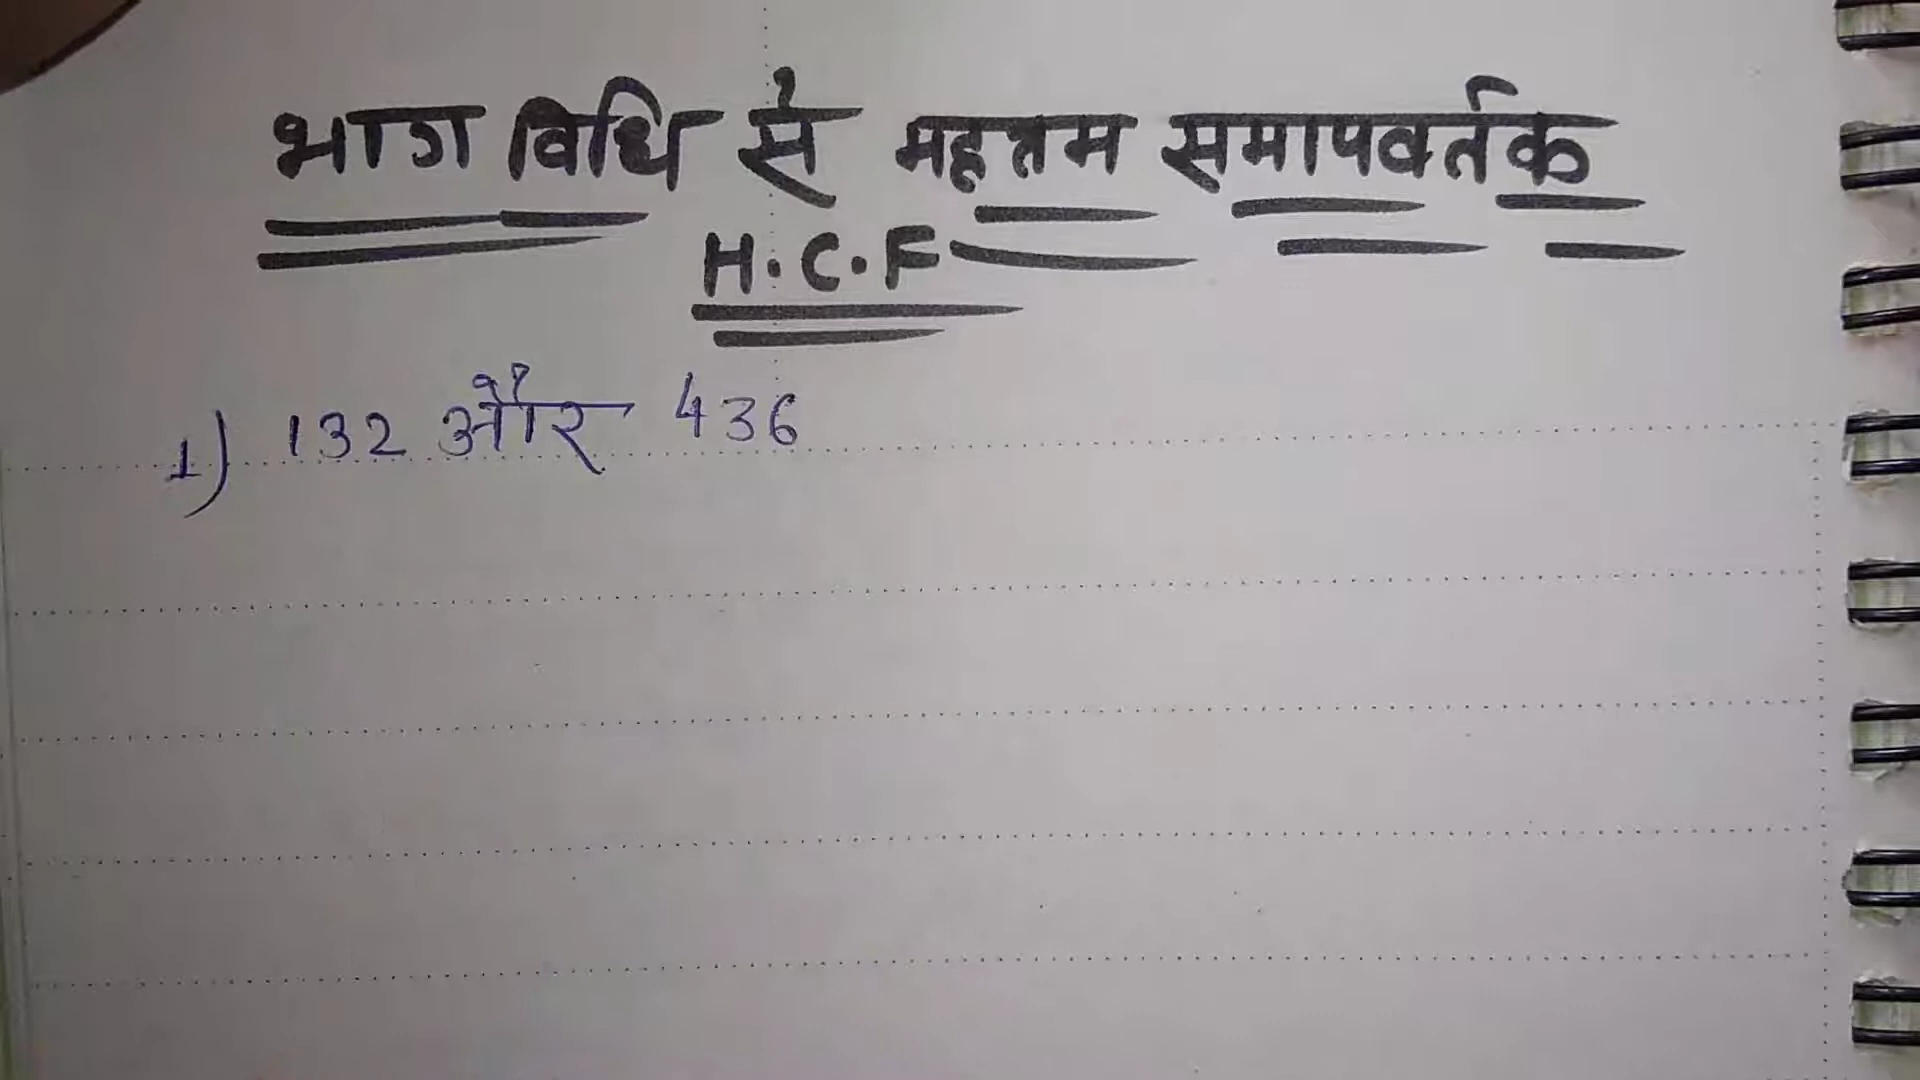 भाग विधि से महत्तम समापवर्तक
H.C.F
1) 132 और 436